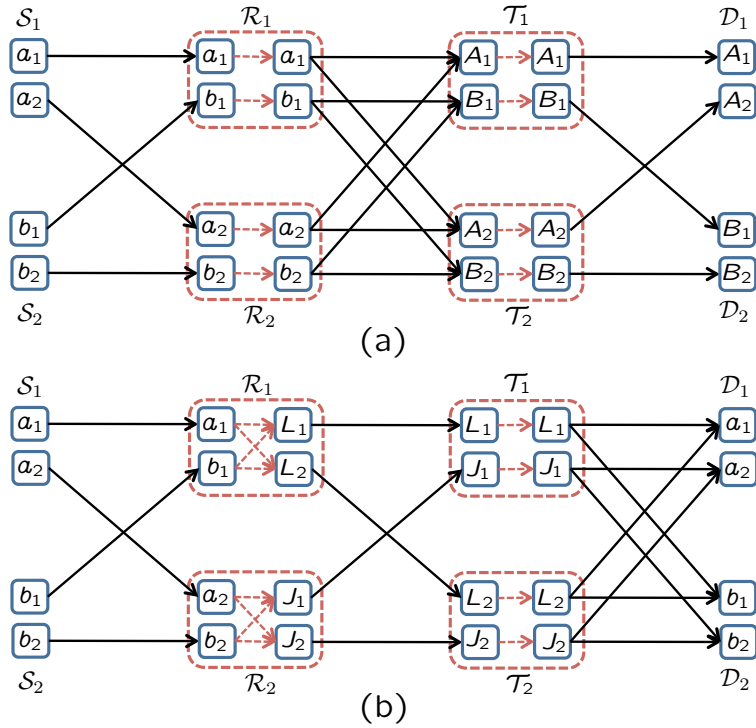 𝒮₁ ℛ₁ 𝒯₁ 𝒟₁
a₁ a₁ a₁ A₁ A₁ A₁
a₂ b₁ b₁ B₁ B₁ A₂
b₁ a₂ a₂ A₂ A₂ B₁
b₂ b₂ b₂ B₂ B₂ B₂
𝒮₂ ℛ₂ 𝒯₂ 𝒟₂
(a)
𝒮₁ ℛ₁ 𝒯₁ 𝒟₁
a₁ a₁ L₁ L₁ L₁ a₁
a₂ b₁ L₂ J₁ J₁ a₂
b₁ a₂ J₁ L₂ L₂ b₁
b₂ b₂ J₂ J₂ J₂ b₂
𝒮₂ ℛ₂ 𝒯₂ 𝒟₂
(b)